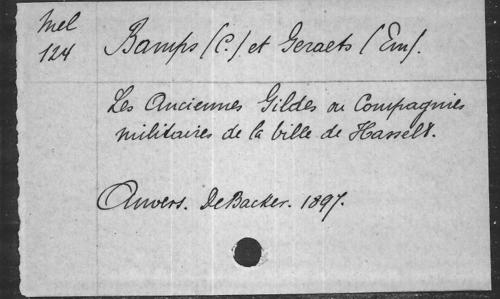 Mel
124
Bamps (C.) et Geraets (Em).
Les Anciennes Gildes ou Compagnies
militaires de la ville de Hasselt.
Anvers. De Backer. 1897.